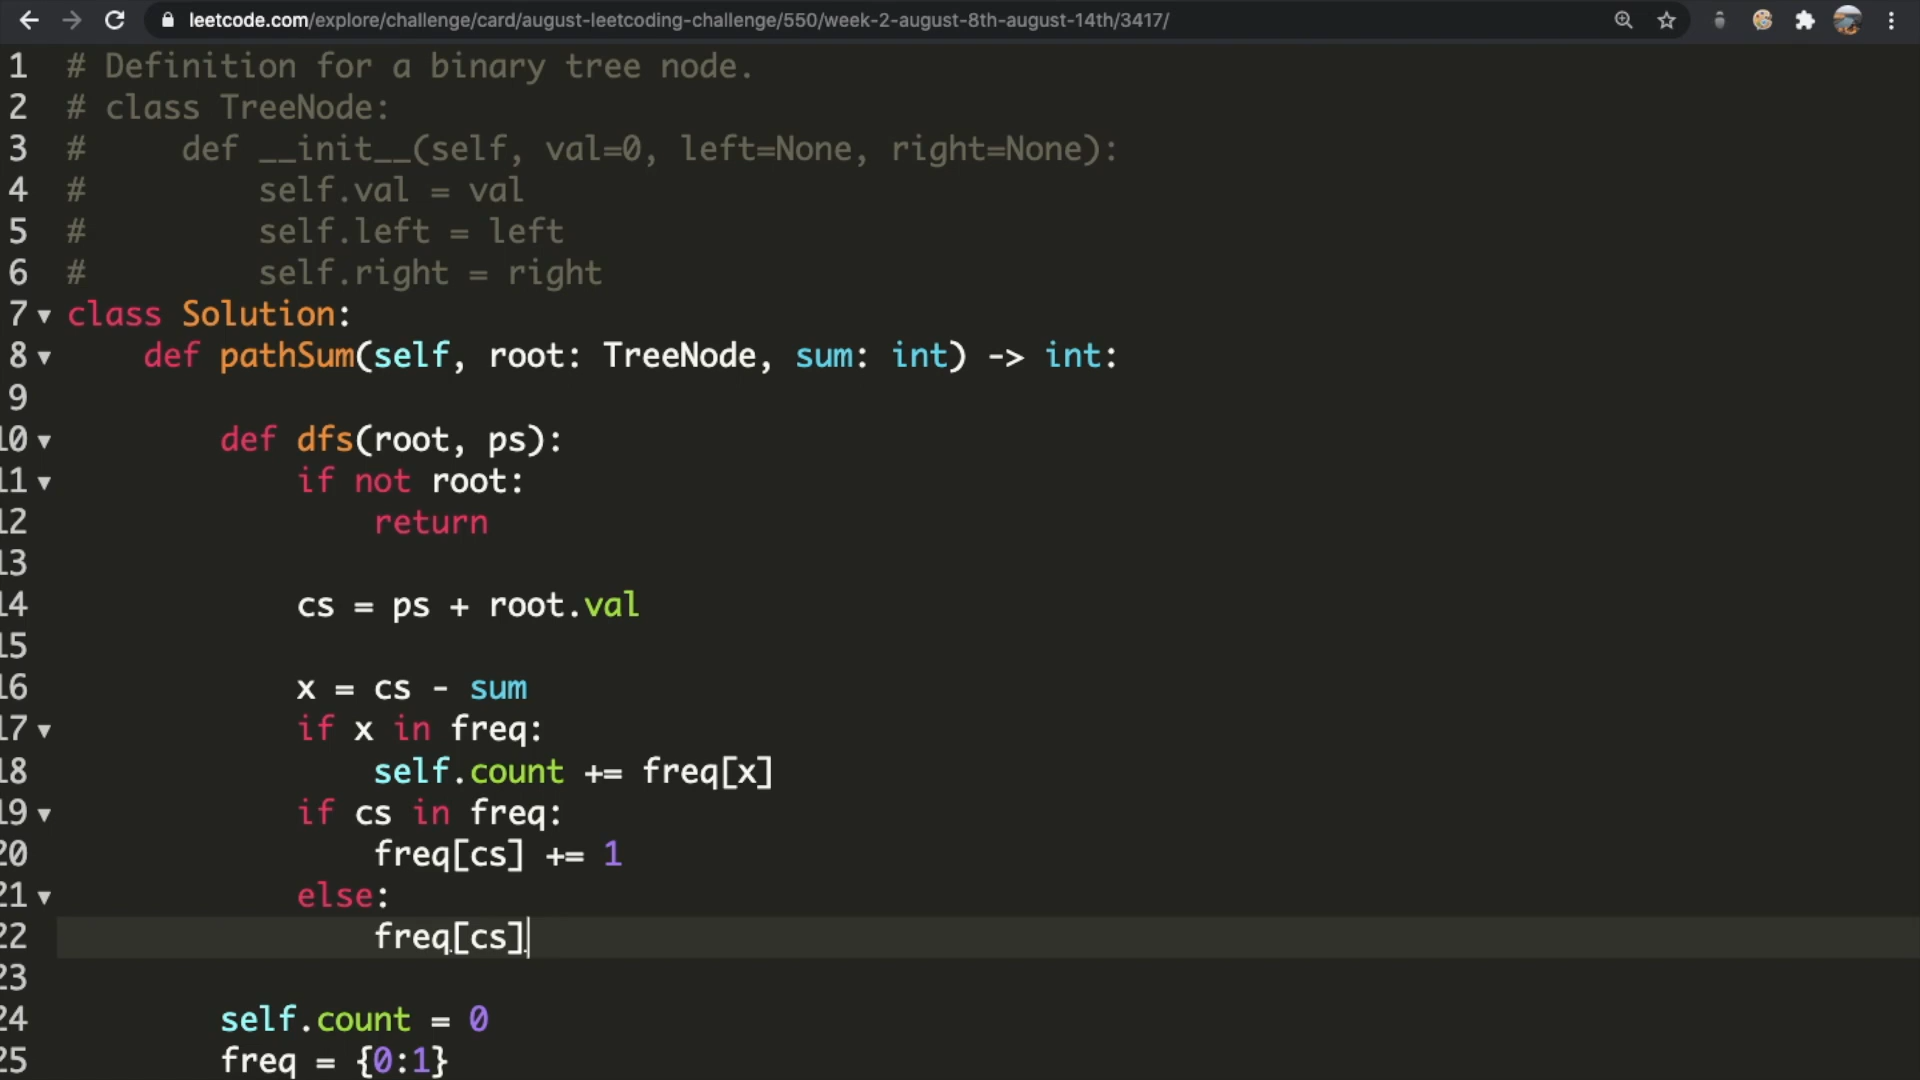 leetcode.com/explore/challenge/card/august-leetcoding-challenge/550/week-2-august-8th-august-14th/3417/
1 # Definition for a binary tree node.
2 # class TreeNode:
3 #     def __init__(self, val=0, left=None, right=None):
4 #         self.val = val
5 #         self.left = left
6 #         self.right = right
7 class Solution:
8     def pathSum(self, root: TreeNode, sum: int) -> int:
9
10         def dfs(root, ps):
11             if not root:
12                 return
13
14             cs = ps + root.val
15
16             x = cs - sum
17             if x in freq:
18                 self.count += freq[x]
19             if cs in freq:
20                 freq[cs] += 1
21             else:
22                 freq[cs]
23
24         self.count = 0
25         freq = {0:1}